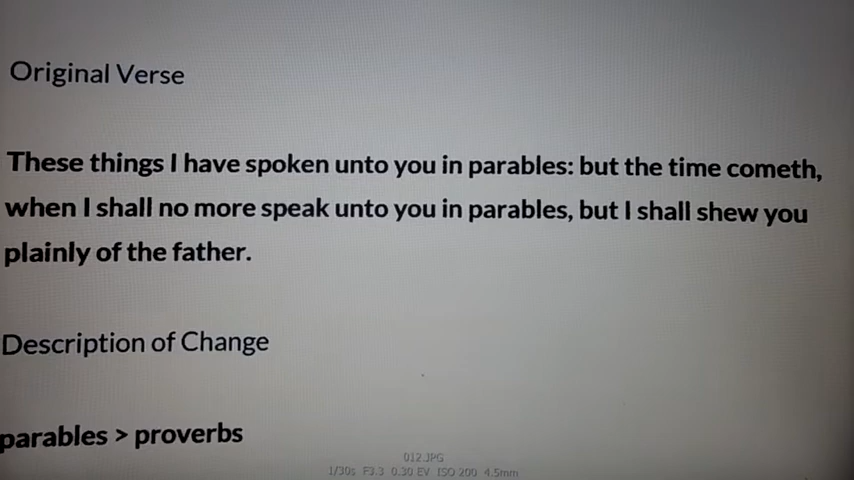 Original Verse
These things I have spoken unto you in parables: but the time cometh,
when I shall no more speak unto you in parables, but I shall shew you
plainly of the father.
Description of Change
parables > proverbs
012.JPG
1/30s F3.3 0.30 EV ISO 200 4.5mm